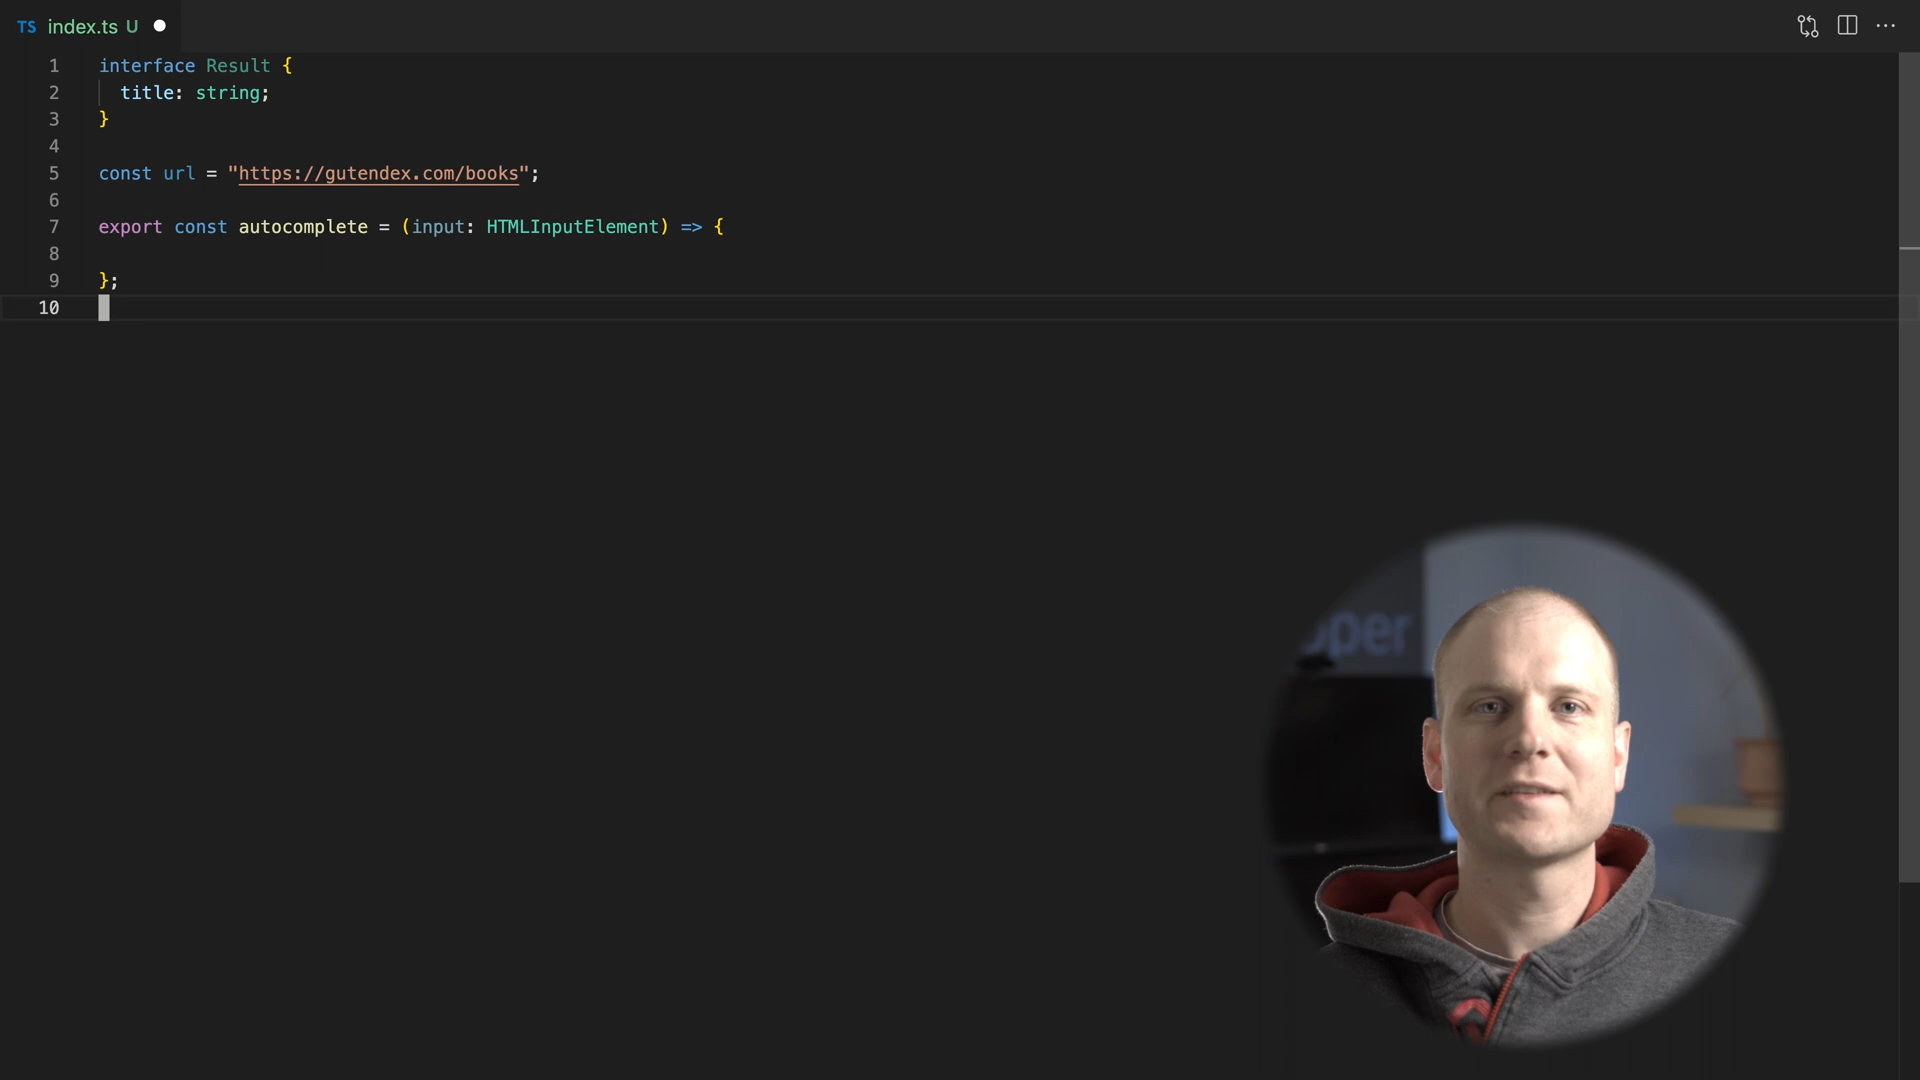 TS index.ts U
1 interface Result {
2 title: string;
3 }
4
5 const url = "https://gutendex.com/books";
6
7 export const autocomplete = (input: HTMLInputElement) => {
8
9 };
10
per